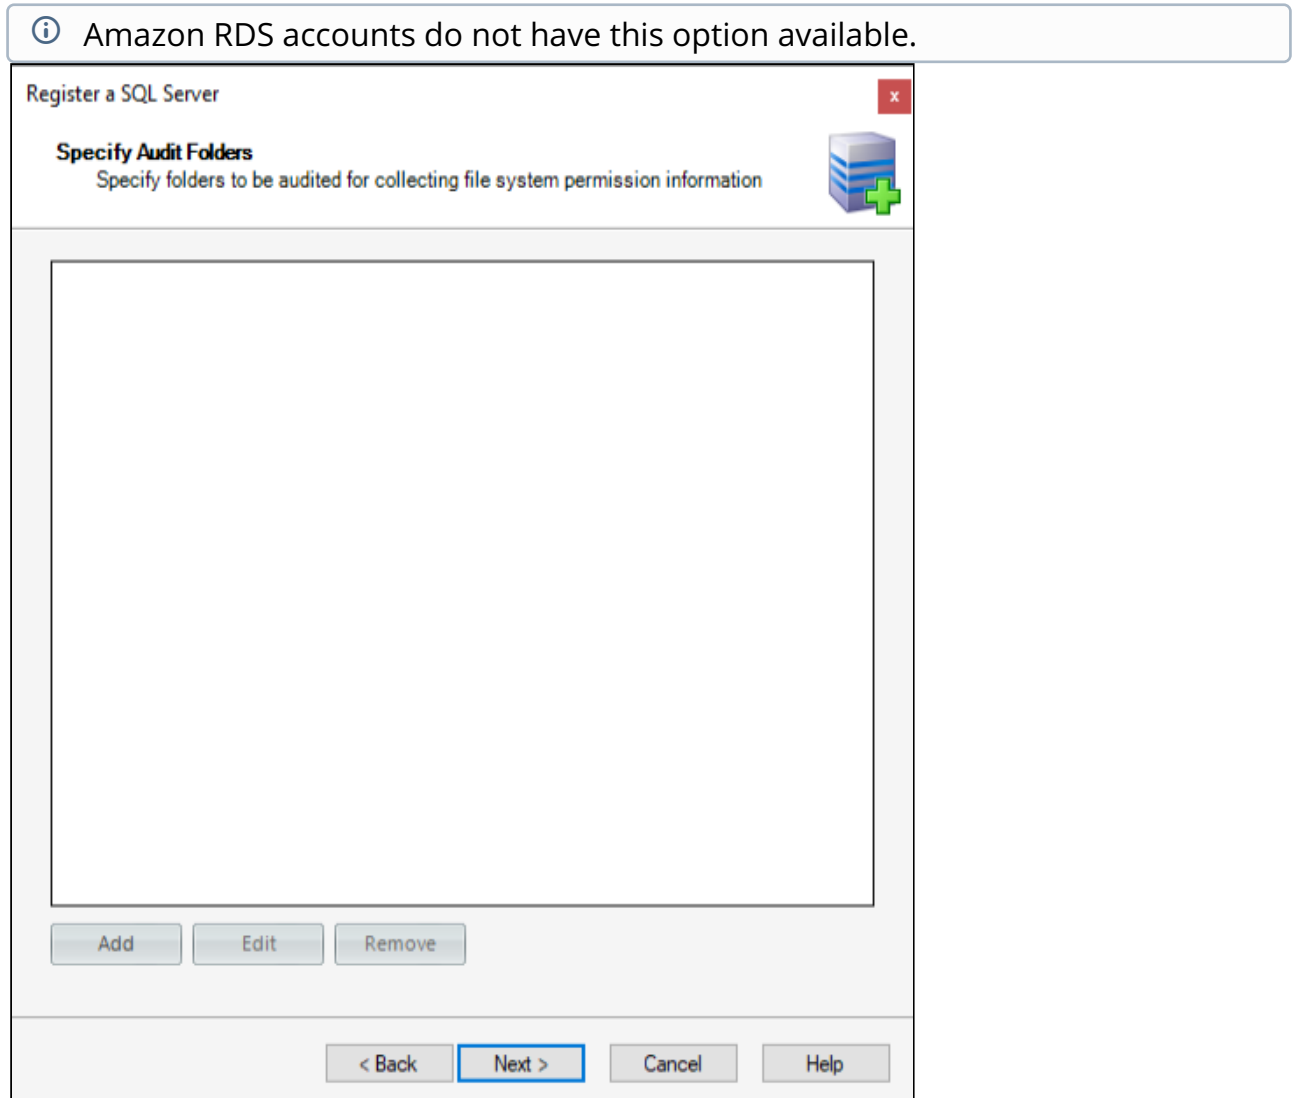 Amazon RDS accounts do not have this option available.
Register a SQL Server
x
Specify Audit Folders
Specify folders to be audited for collecting file system permission information
Add Edit Remove
< Back Next > Cancel Help